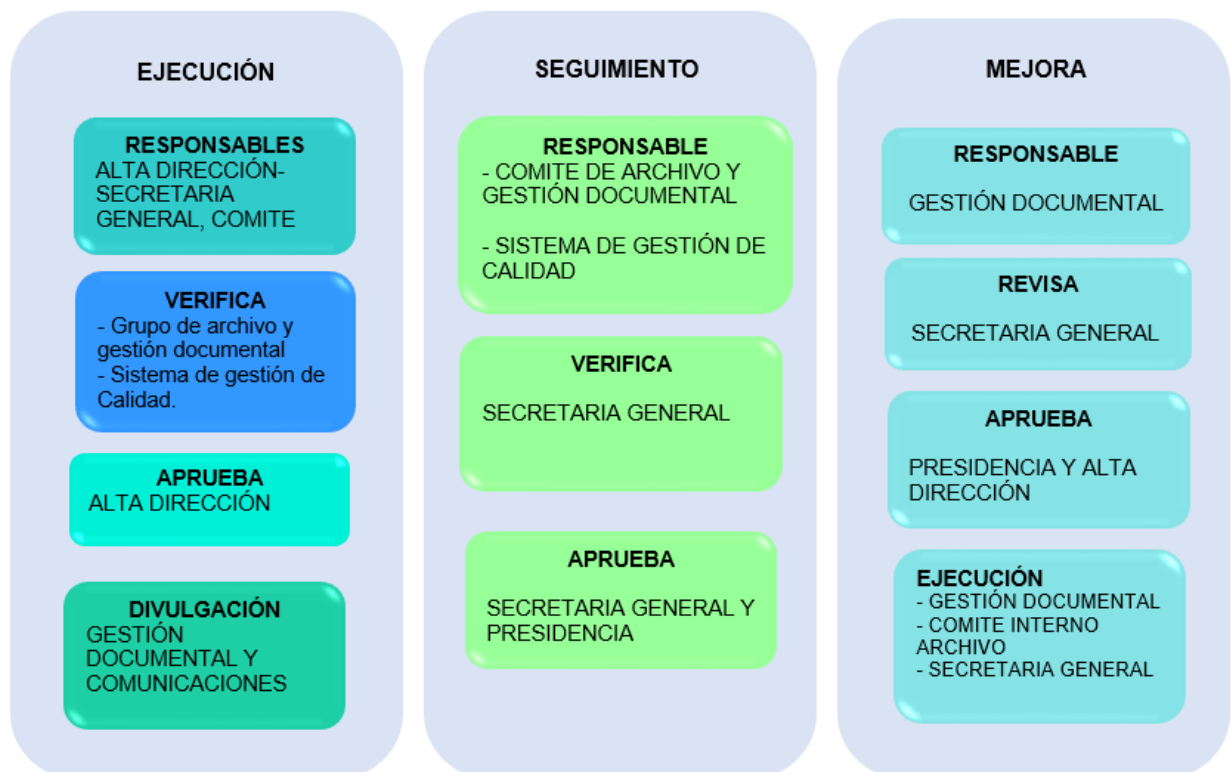 EJECUCIÓN
RESPONSABLES
ALTA DIRECCIÓN-
SECRETARIA
GENERAL, COMITE
VERIFICA
- Grupo de archivo y
gestión documental
- Sistema de gestión de
Calidad.
APRUEBA
ALTA DIRECCIÓN
DIVULGACIÓN
GESTIÓN
DOCUMENTAL Y
COMUNICACIONES
SEGUIMIENTO
RESPONSABLE
- COMITE DE ARCHIVO Y
GESTIÓN DOCUMENTAL
- SISTEMA DE GESTIÓN DE
CALIDAD
VERIFICA
SECRETARIA GENERAL
APRUEBA
SECRETARIA GENERAL Y
PRESIDENCIA
MEJORA
RESPONSABLE
GESTIÓN DOCUMENTAL
REVISA
SECRETARIA GENERAL
APRUEBA
PRESIDENCIA Y ALTA
DIRECCIÓN
EJECUCIÓN
- GESTIÓN DOCUMENTAL
- COMITE INTERNO
ARCHIVO
- SECRETARIA GENERAL